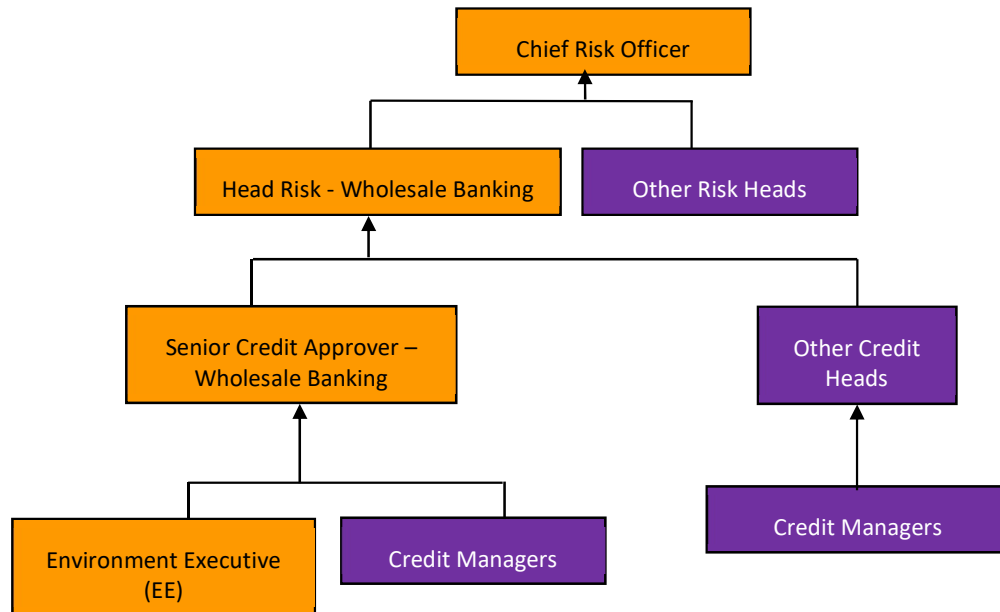 Chief Risk Officer
Head Risk - Wholesale Banking
Other Risk Heads
Senior Credit Approver –
Wholesale Banking
Other Credit
Heads
Environment Executive
(EE)
Credit Managers
Credit Managers